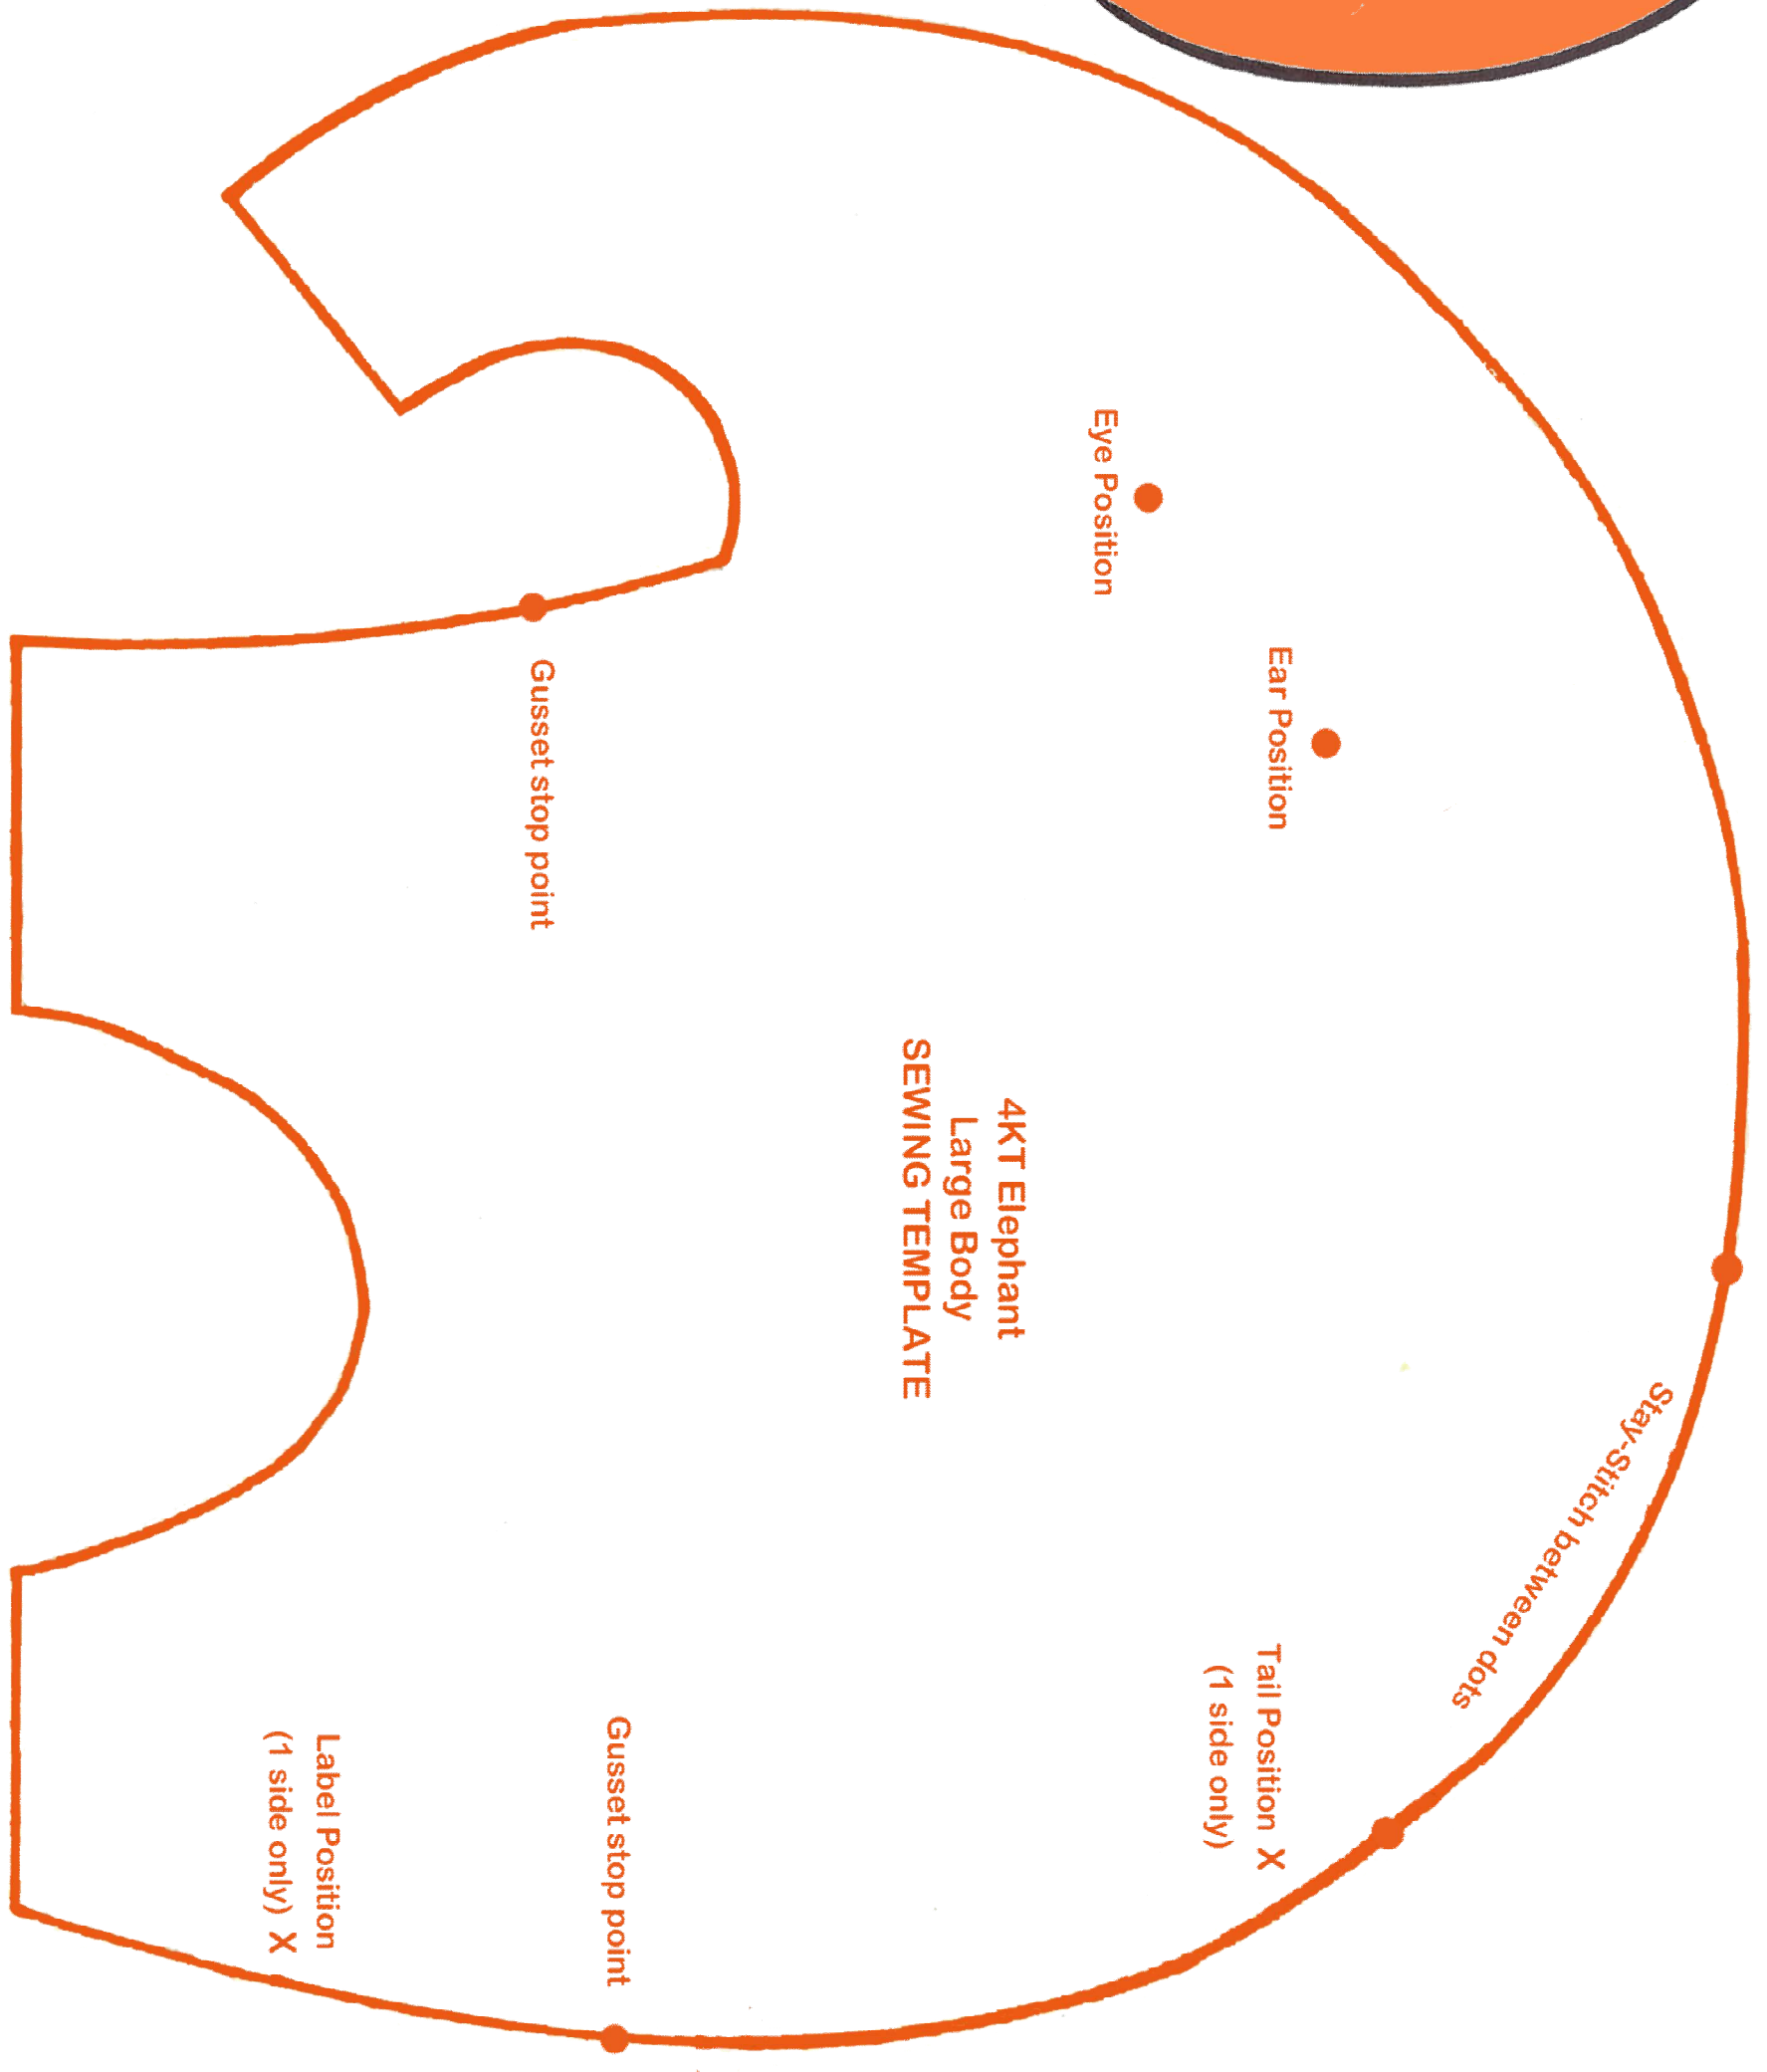 Eye Position
Ear Position
Gusset stop point
4KT Elephant
Large Body
SEWING TEMPLATE
Stay-Stitch between dots
Tail Position X
(1 side only)
Gusset stop point
Label Position
(1 side only) X